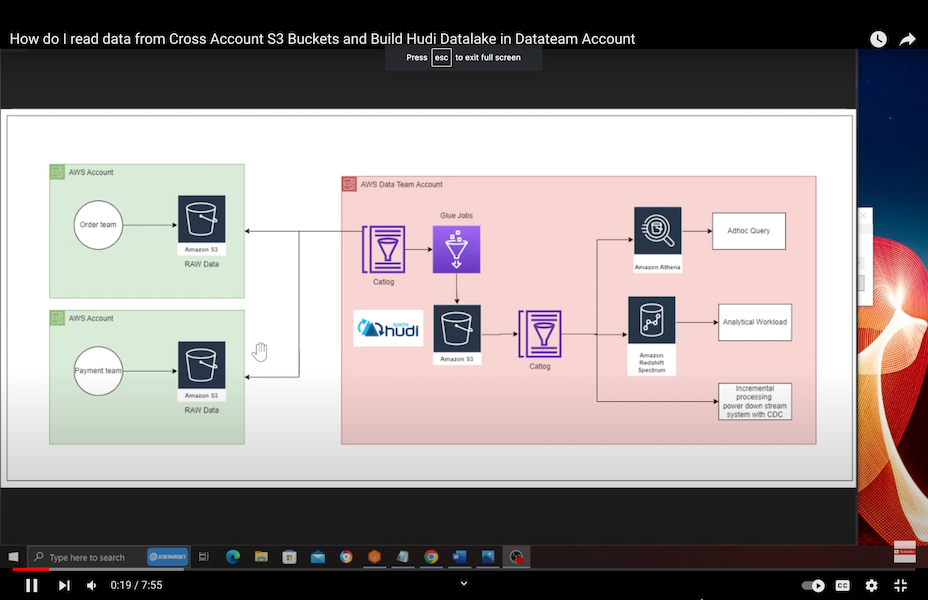 How do I read data from Cross Account S3 Buckets and Build Hudi Datalake in Datateam Account
Press esc to exit full screen
AWS Account
Order team
Amazon S3
RAW Data
AWS Account
Payment team
Amazon S3
RAW Data
AWS Data Team Account
Glue Jobs
Catlog
APACHE
hudi
Amazon S3
Catlog
Amazon Athena
Adhoc Query
Amazon
Redshift
Spectrum
Analytical Workload
Incremental
processing
power down stream
system with CDC
Type here to search
JOBTARGET
0:19 / 7:55
CC